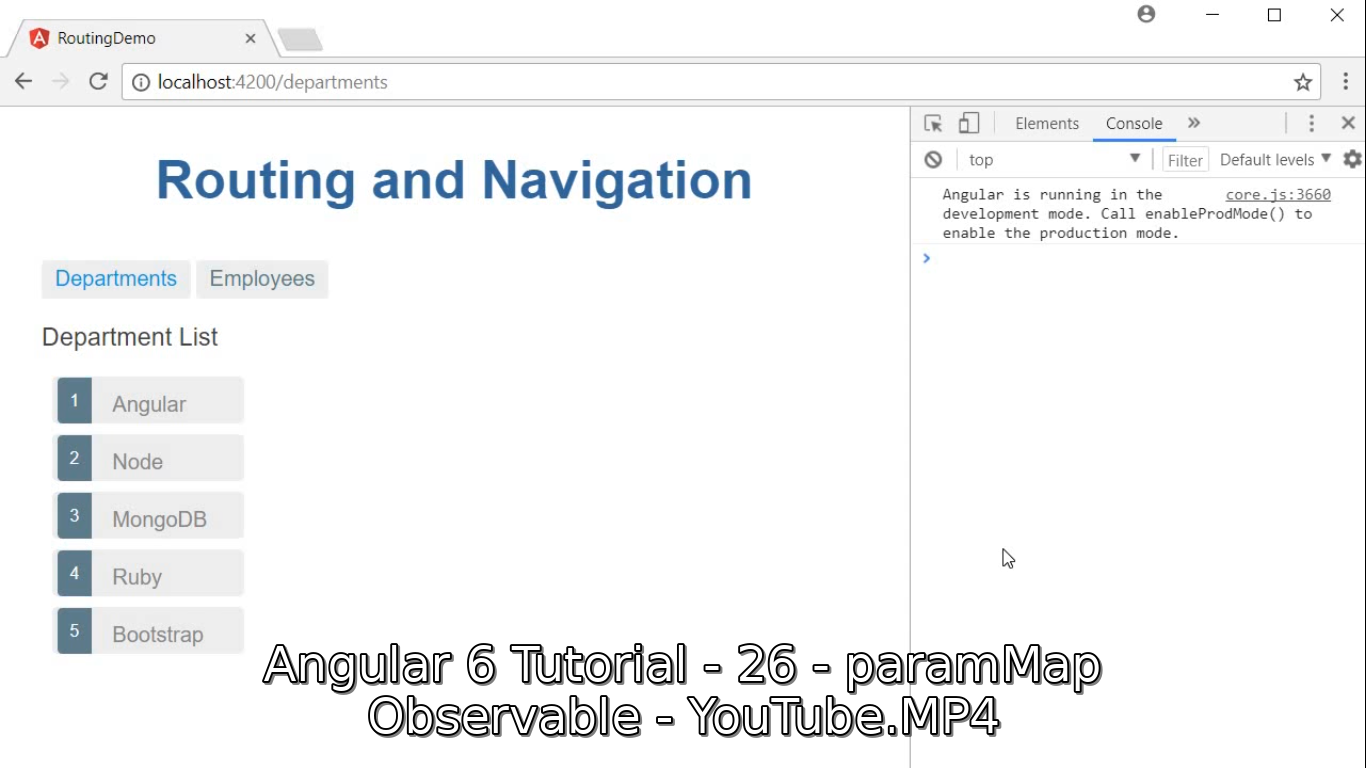 RoutingDemo
localhost:4200/departments
Routing and Navigation
Departments
Employees
Department List
1 Angular
2 Node
3 MongoDB
4 Ruby
5 Bootstrap
Elements
Console
top
Filter
Default levels
Angular is running in the core.js:3660
development mode. Call enableProdMode() to
enable the production mode.
Angular 6 Tutorial - 26 - paramMap
Observable - YouTube.MP4